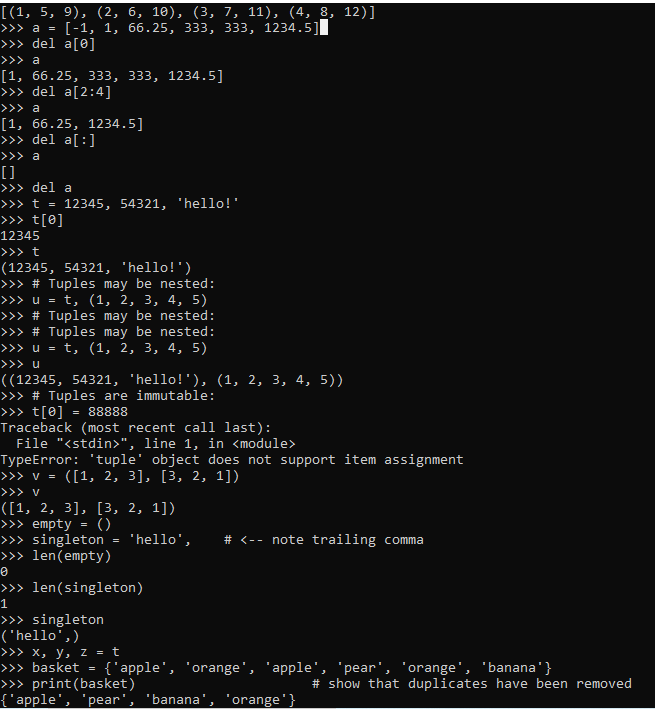 [(1, 5, 9), (2, 6, 10), (3, 7, 11), (4, 8, 12)]
>>> a = [-1, 1, 66.25, 333, 333, 1234.5]
>>> del a[0]
>>> a
[1, 66.25, 333, 333, 1234.5]
>>> del a[2:4]
>>> a
[1, 66.25, 1234.5]
>>> del a[:]
>>> a
[]
>>> del a
>>> t = 12345, 54321, 'hello!'
>>> t[0]
12345
>>> t
(12345, 54321, 'hello!')
>>> # Tuples may be nested:
>>> u = t, (1, 2, 3, 4, 5)
>>> # Tuples may be nested:
>>> # Tuples may be nested:
>>> u = t, (1, 2, 3, 4, 5)
>>> u
((12345, 54321, 'hello!'), (1, 2, 3, 4, 5))
>>> # Tuples are immutable:
>>> t[0] = 88888
Traceback (most recent call last):
  File "<stdin>", line 1, in <module>
TypeError: 'tuple' object does not support item assignment
>>> v = ([1, 2, 3], [3, 2, 1])
>>> v
([1, 2, 3], [3, 2, 1])
>>> empty = ()
>>> singleton = 'hello',    # <-- note trailing comma
>>> len(empty)
0
>>> len(singleton)
1
>>> singleton
('hello',)
>>> x, y, z = t
>>> basket = {'apple', 'orange', 'apple', 'pear', 'orange', 'banana'}
>>> print(basket)                      # show that duplicates have been removed
{'apple', 'pear', 'banana', 'orange'}